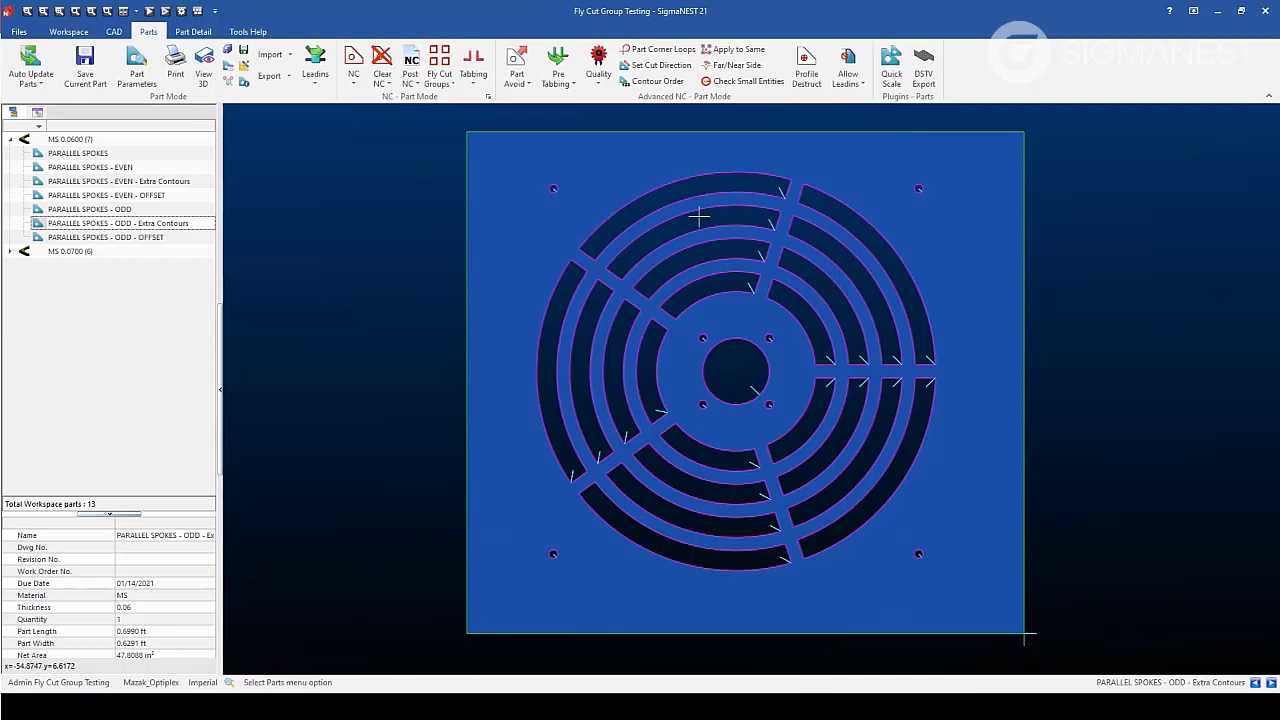 Fly Cut Group Testing - SigmaNEST 21
Files Workspace CAD Parts Part Detail Tools Help
Auto Update Parts
Save Current Part
Part Parameters
Print
View 3D
Import
Export
Leadins
Part Mode
NC
Clear NC
Post NC
Fly Cut Groups
Tabbing
NC - Part Mode
Part Avoid
Pre Tabbing
Quality
Part Corner Loops
Set Cut Direction
Contour Order
Apply to Same
Far/Near Side
Check Small Entities
Profile Destruct
Allow Leadins
Advanced NC - Part Mode
Quick Scale
DSTV Export
Plugins - Parts
SIGMANEST
MS 0.0600 (7)
PARALLEL SPOKES
PARALLEL SPOKES - EVEN
PARALLEL SPOKES - EVEN - Extra Contours
PARALLEL SPOKES - EVEN - OFFSET
PARALLEL SPOKES - ODD
PARALLEL SPOKES - ODD - Extra Contours
PARALLEL SPOKES - ODD - OFFSET
MS 0.0700 (6)
Total Workspace parts : 13
Name PARALLEL SPOKES - ODD - Ex
Dwg No.
Revision No.
Work Order No.
Due Date 01/14/2021
Material MS
Thickness 0.06
Quantity 1
Part Length 0.6990 ft
Part Width 0.6291 ft
Net Area 47.8088 in²
x=-54.8747 y=6.6172
Admin Fly Cut Group Testing Mazak_Optiplex Imperial Select Parts menu option PARALLEL SPOKES - ODD - Extra Contours